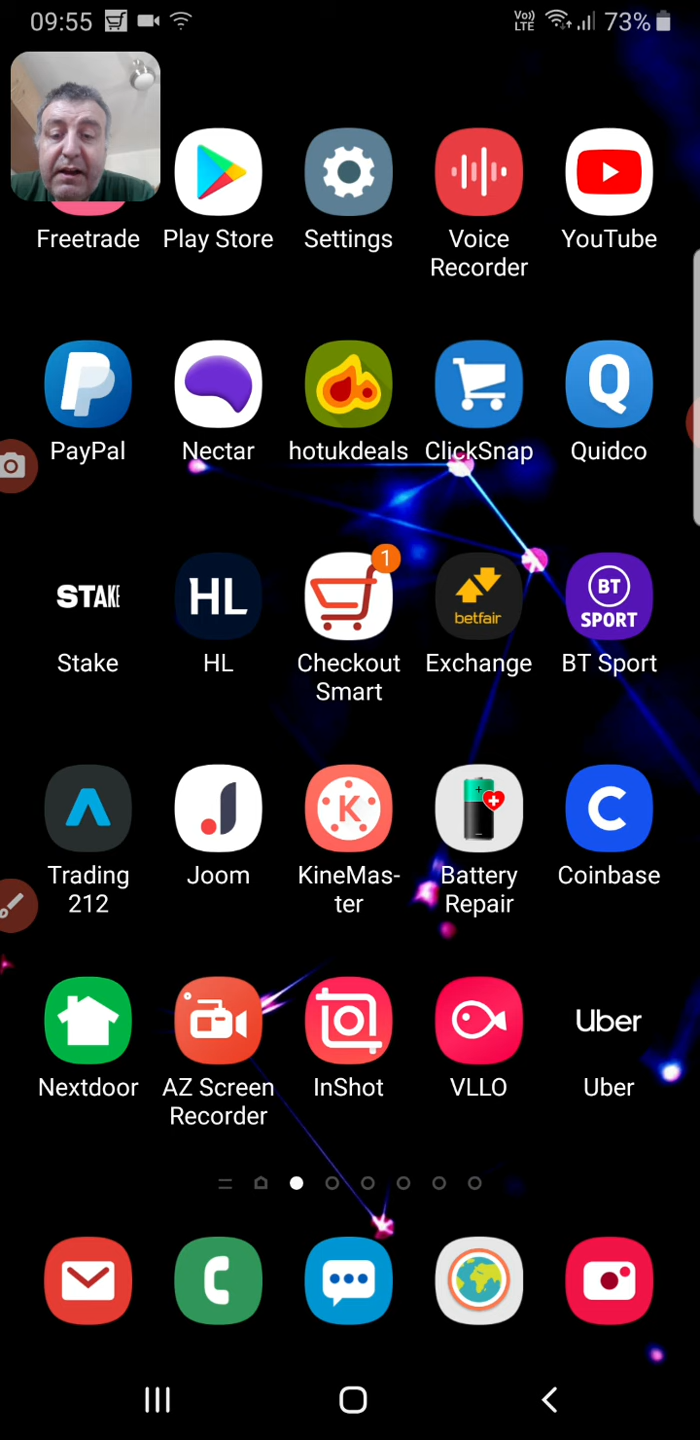 09:55
Vo))
LTE
73%
Freetrade
Play Store
Settings
Voice
Recorder
YouTube
PayPal
Nectar
hotukdeals
ClickSnap
Quidco
Q
STAKE
HL
1
betfair
BT
SPORT
Stake
HL
Checkout
Smart
Exchange
BT Sport
K
C
Trading
212
Joom
KineMas-
ter
Battery
Repair
Coinbase
Uber
Nextdoor
AZ Screen
Recorder
InShot
VLLO
Uber